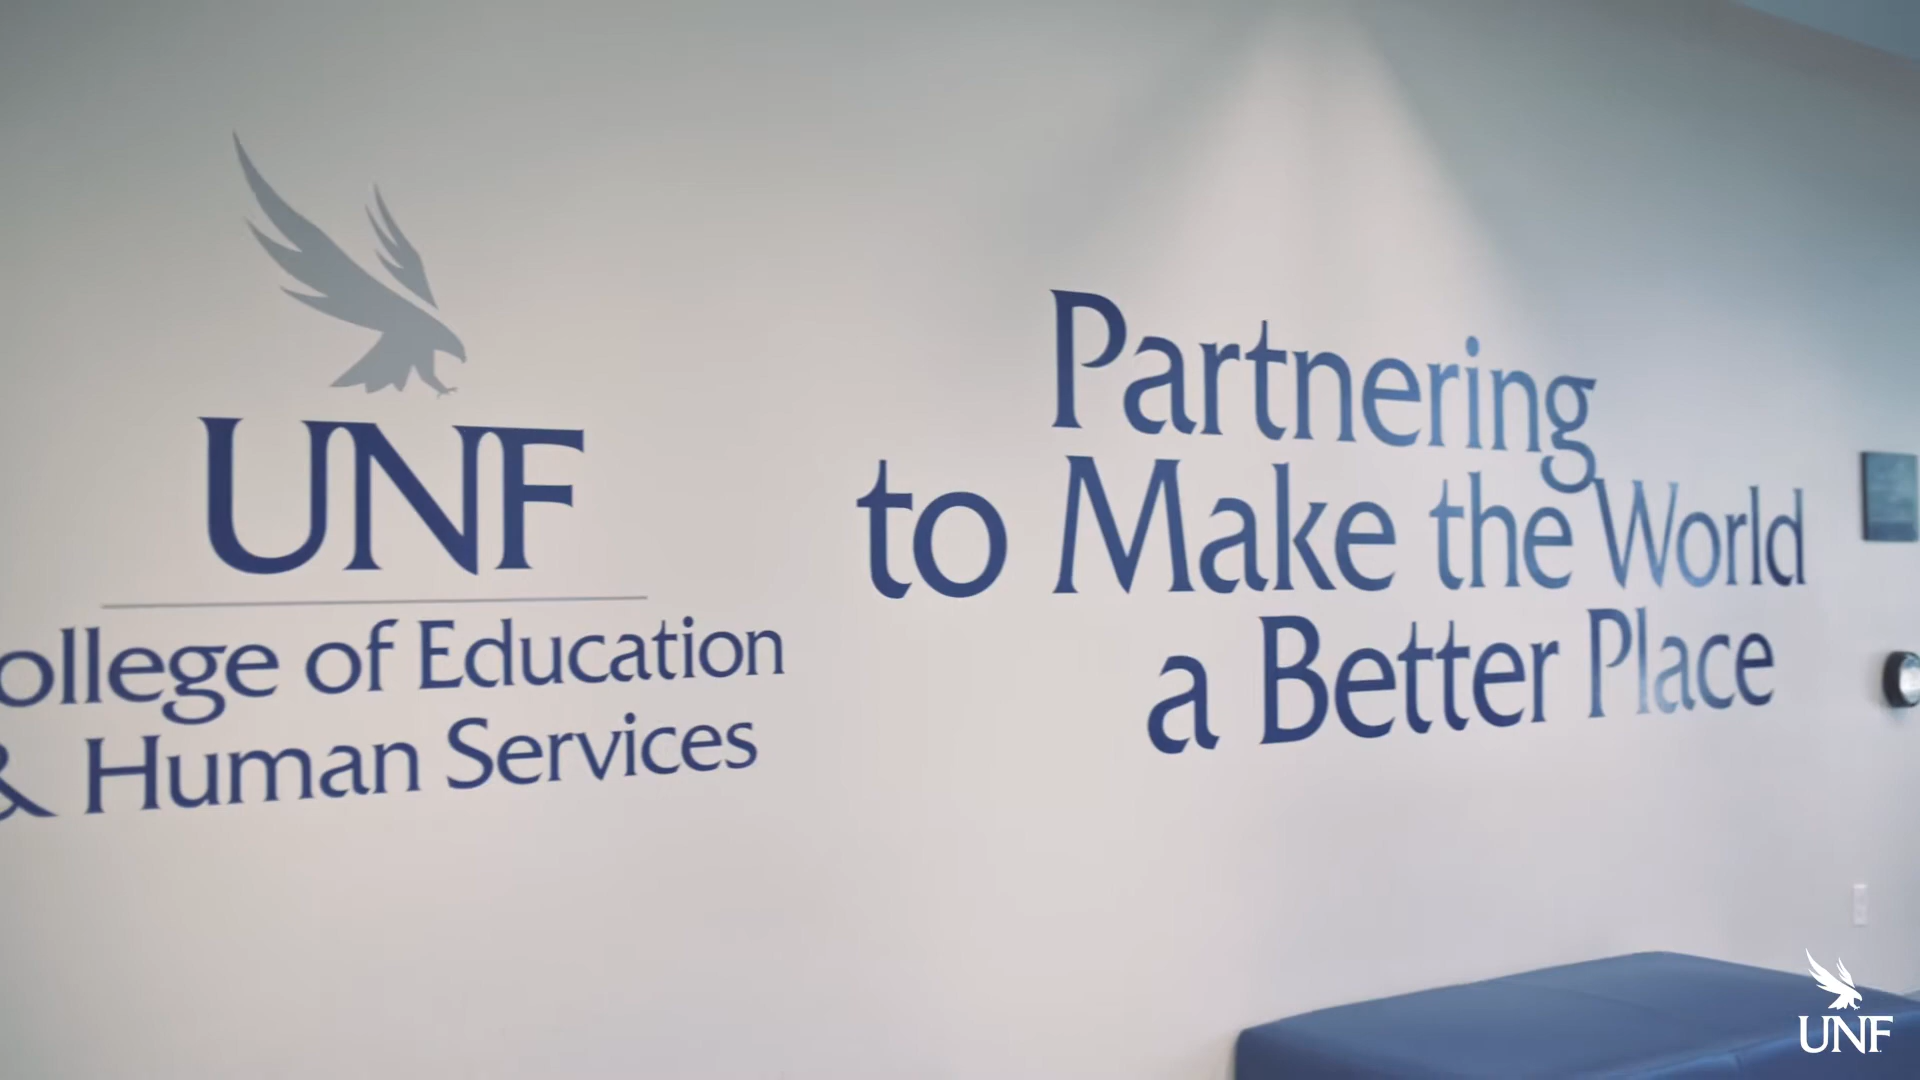 UNF
ollege of Education
& Human Services
Partnering
to Make the World
a Better Place
UNF